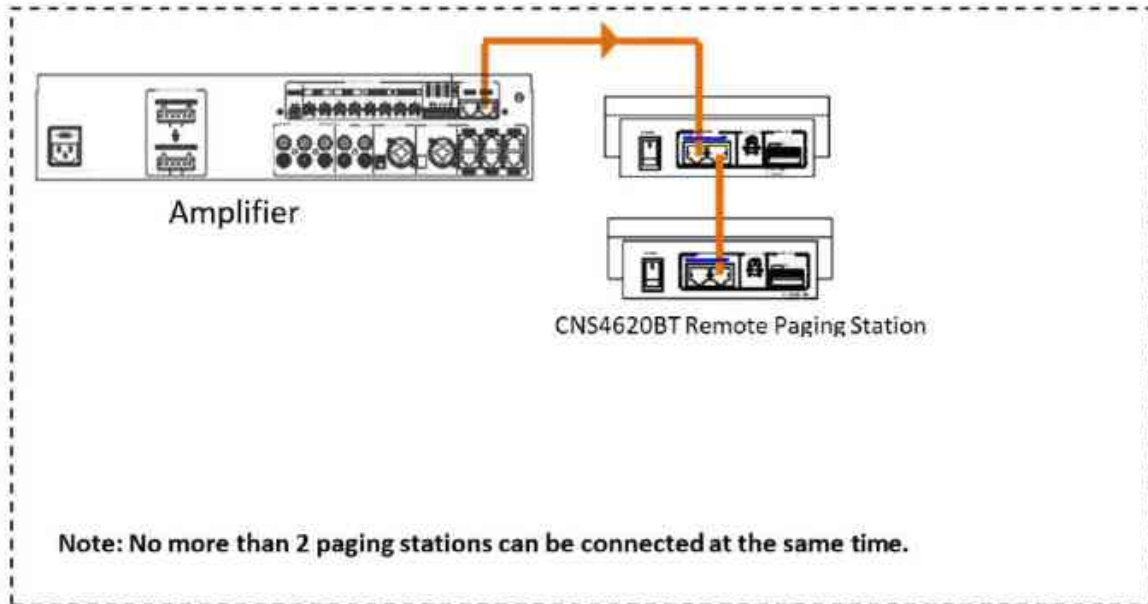 Amplifier
CNS4620BT Remote Paging Station
Note: No more than 2 paging stations can be connected at the same time.